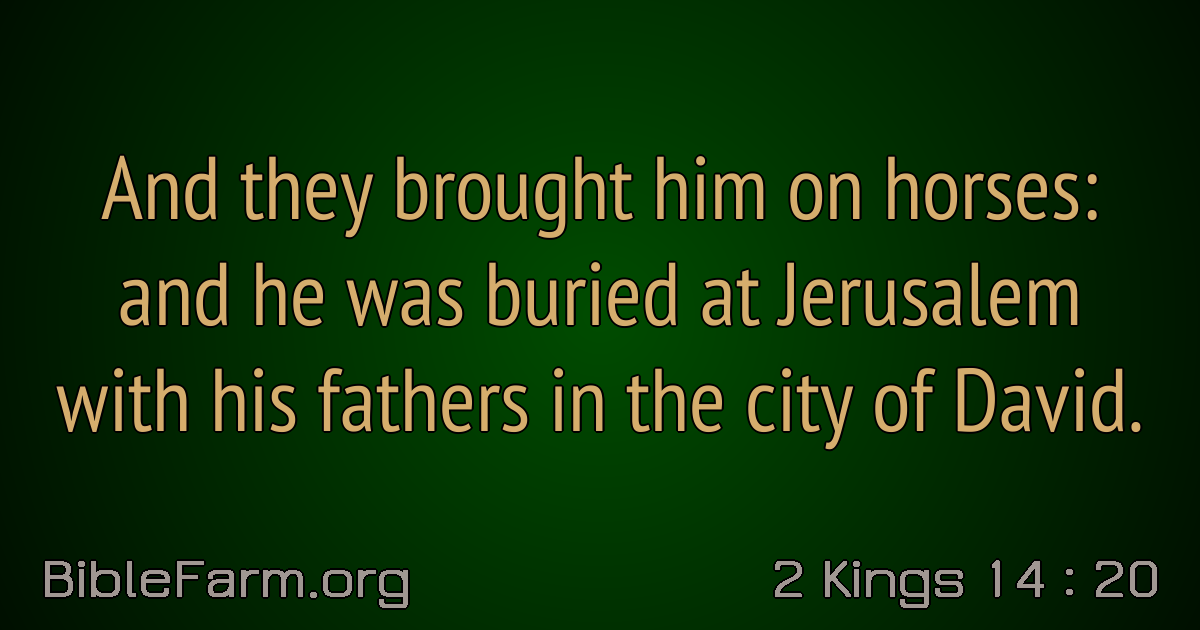 And they brought him on horses:
and he was buried at Jerusalem
with his fathers in the city of David.
BibleFarm.org
2 Kings 14 : 20